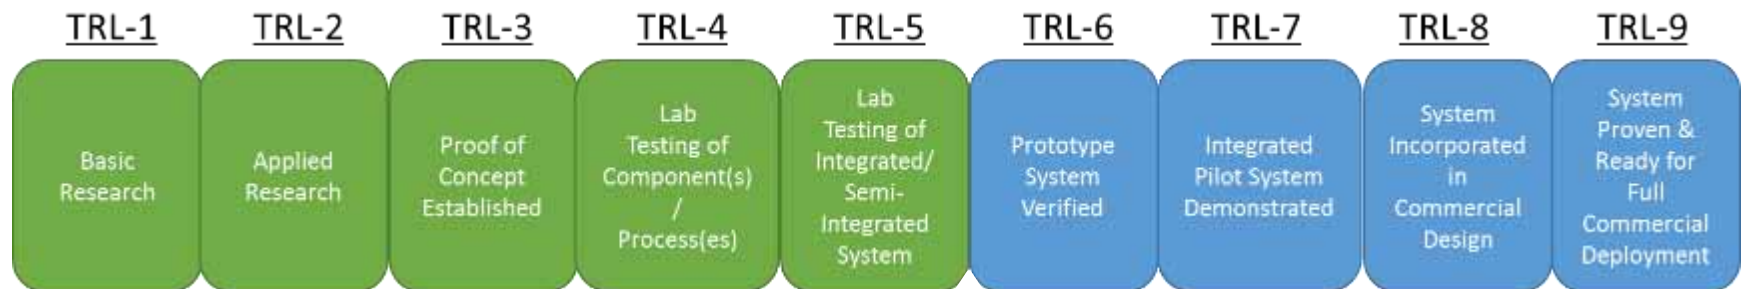 TRL-1
TRL-2
TRL-3
TRL-4
TRL-5
TRL-6
TRL-7
TRL-8
TRL-9
Basic
Research
Applied
Research
Proof of
Concept
Established
Lab
Testing of
Component(s)
/
Process(es)
Lab
Testing of
Integrated/
Semi-
Integrated
System
Prototype
System
Verified
Integrated
Pilot System
Demonstrated
System
Incorporated
in
Commercial
Design
System
Proven &
Ready for
Full
Commercial
Deployment